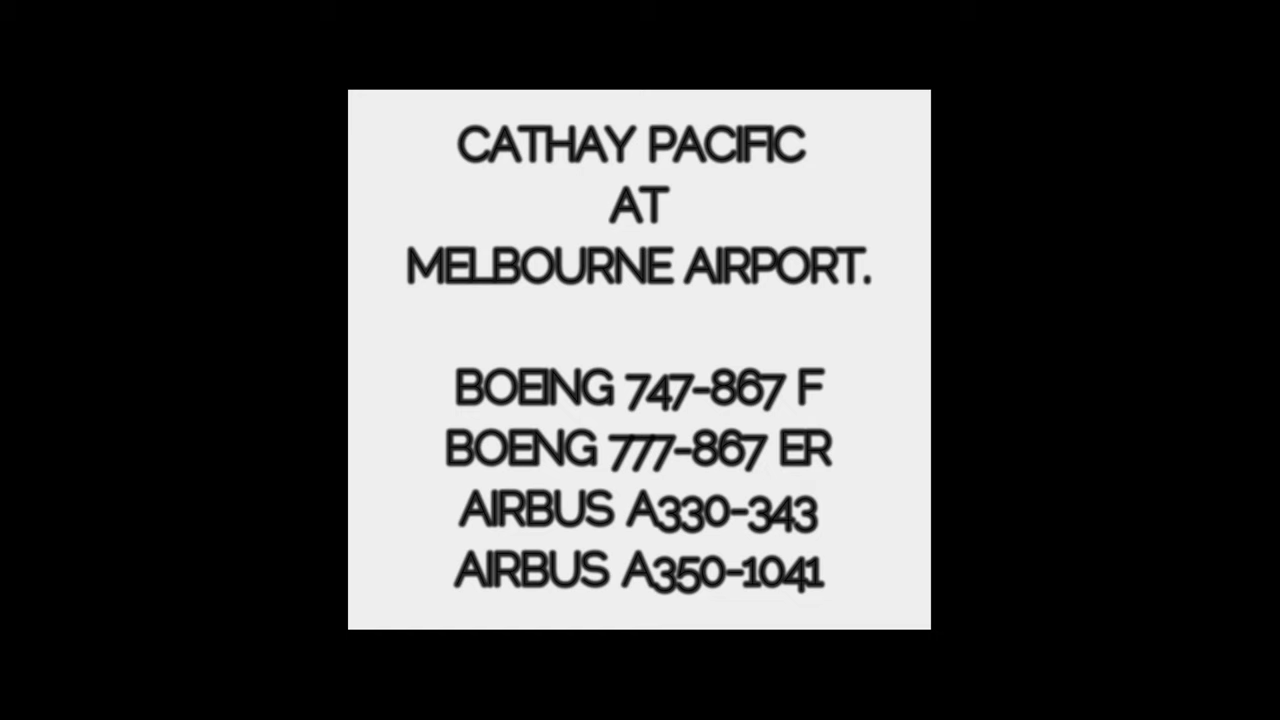 CATHAY PACIFIC
AT
MELBOURNE AIRPORT.
BOEING 747-867 F
BOENG 777-867 ER
AIRBUS A330-343
AIRBUS A350-1041